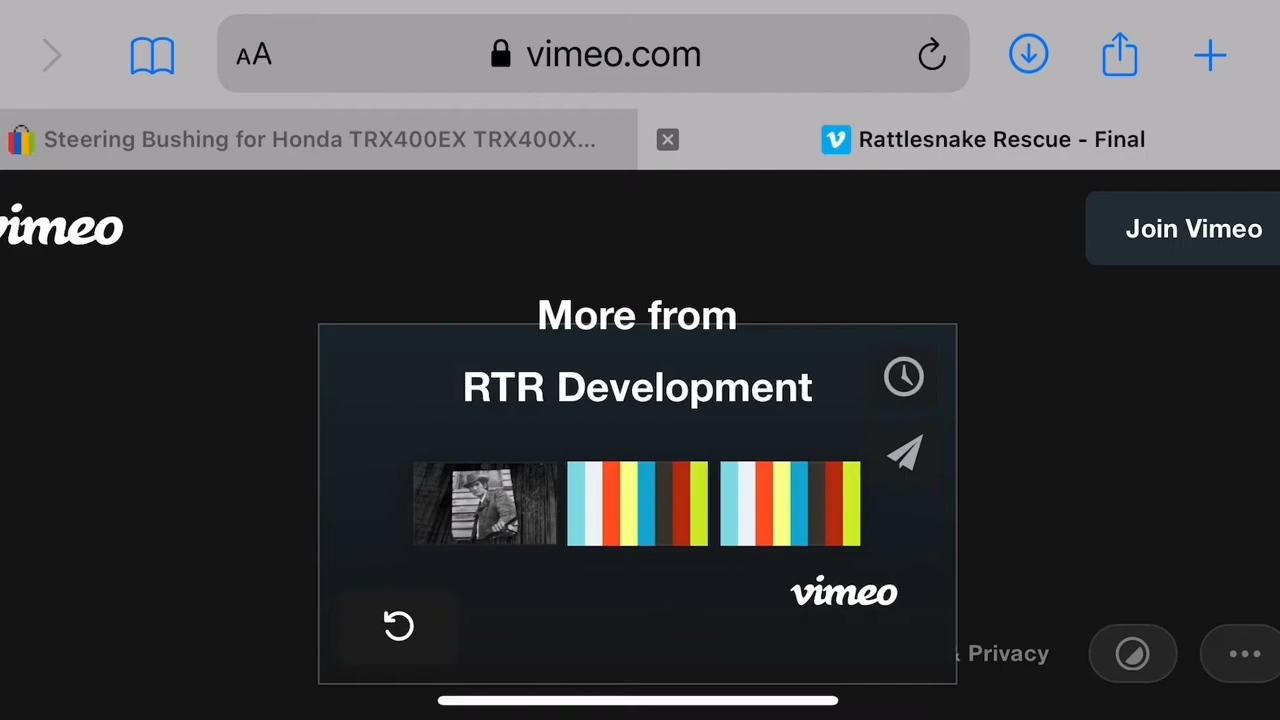 AA
vimeo.com
Steering Bushing for Honda TRX400EX TRX400X...
Rattlesnake Rescue - Final
vimeo
Join Vimeo
More from
RTR Development
vimeo
Privacy